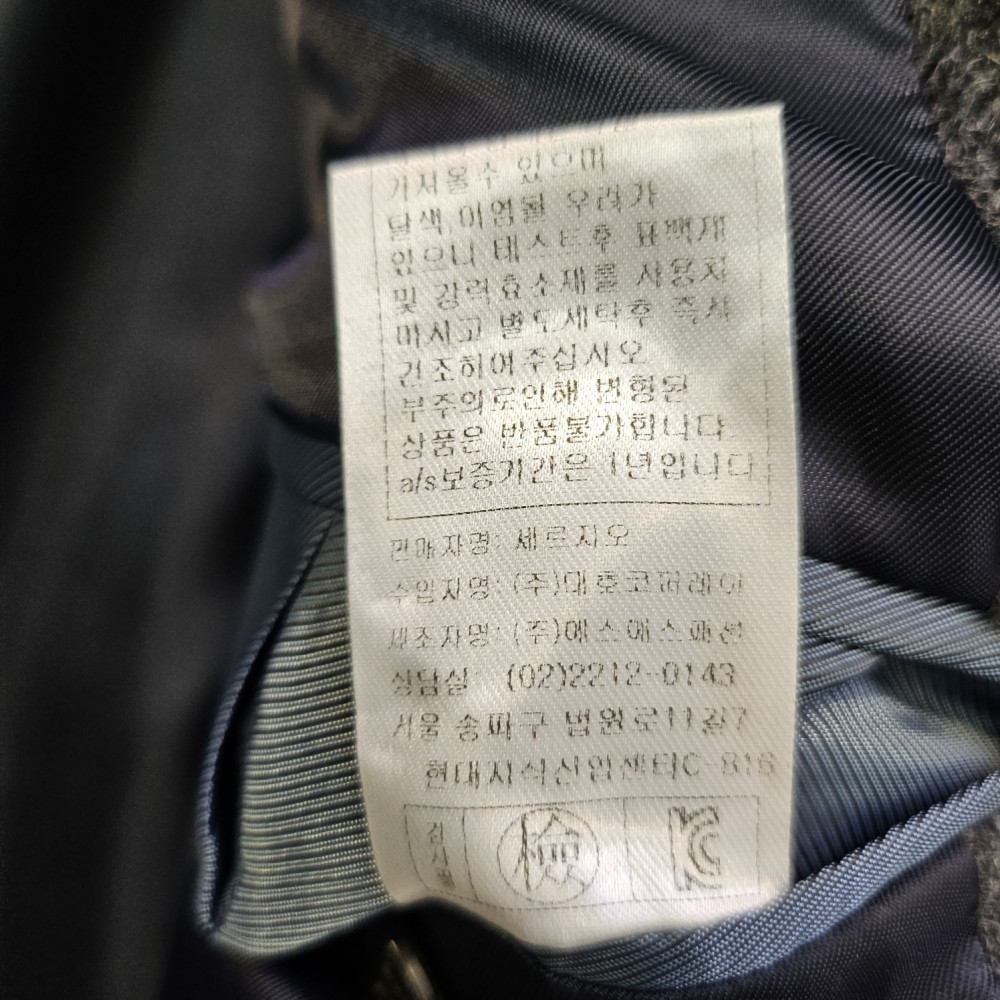 가져올수 있으며
탈색,이염될 우려가
있으니 테스트후 표백제
및 강력효소제를 사용치
마시고 별도세탁후 즉시
건조하여주십시오
부주의로인해 변형된
상품은 반품불가합니다
a/s보증기간은 1년입니다
판매자명: 세르지오
수입자명: (주)대호코퍼레이
제조자명: (주)에스에스패션
상담실 (02)2212-0143
서울 송파구 법원로11길7
현대지식산업센터C-816
검사필
檢
KC